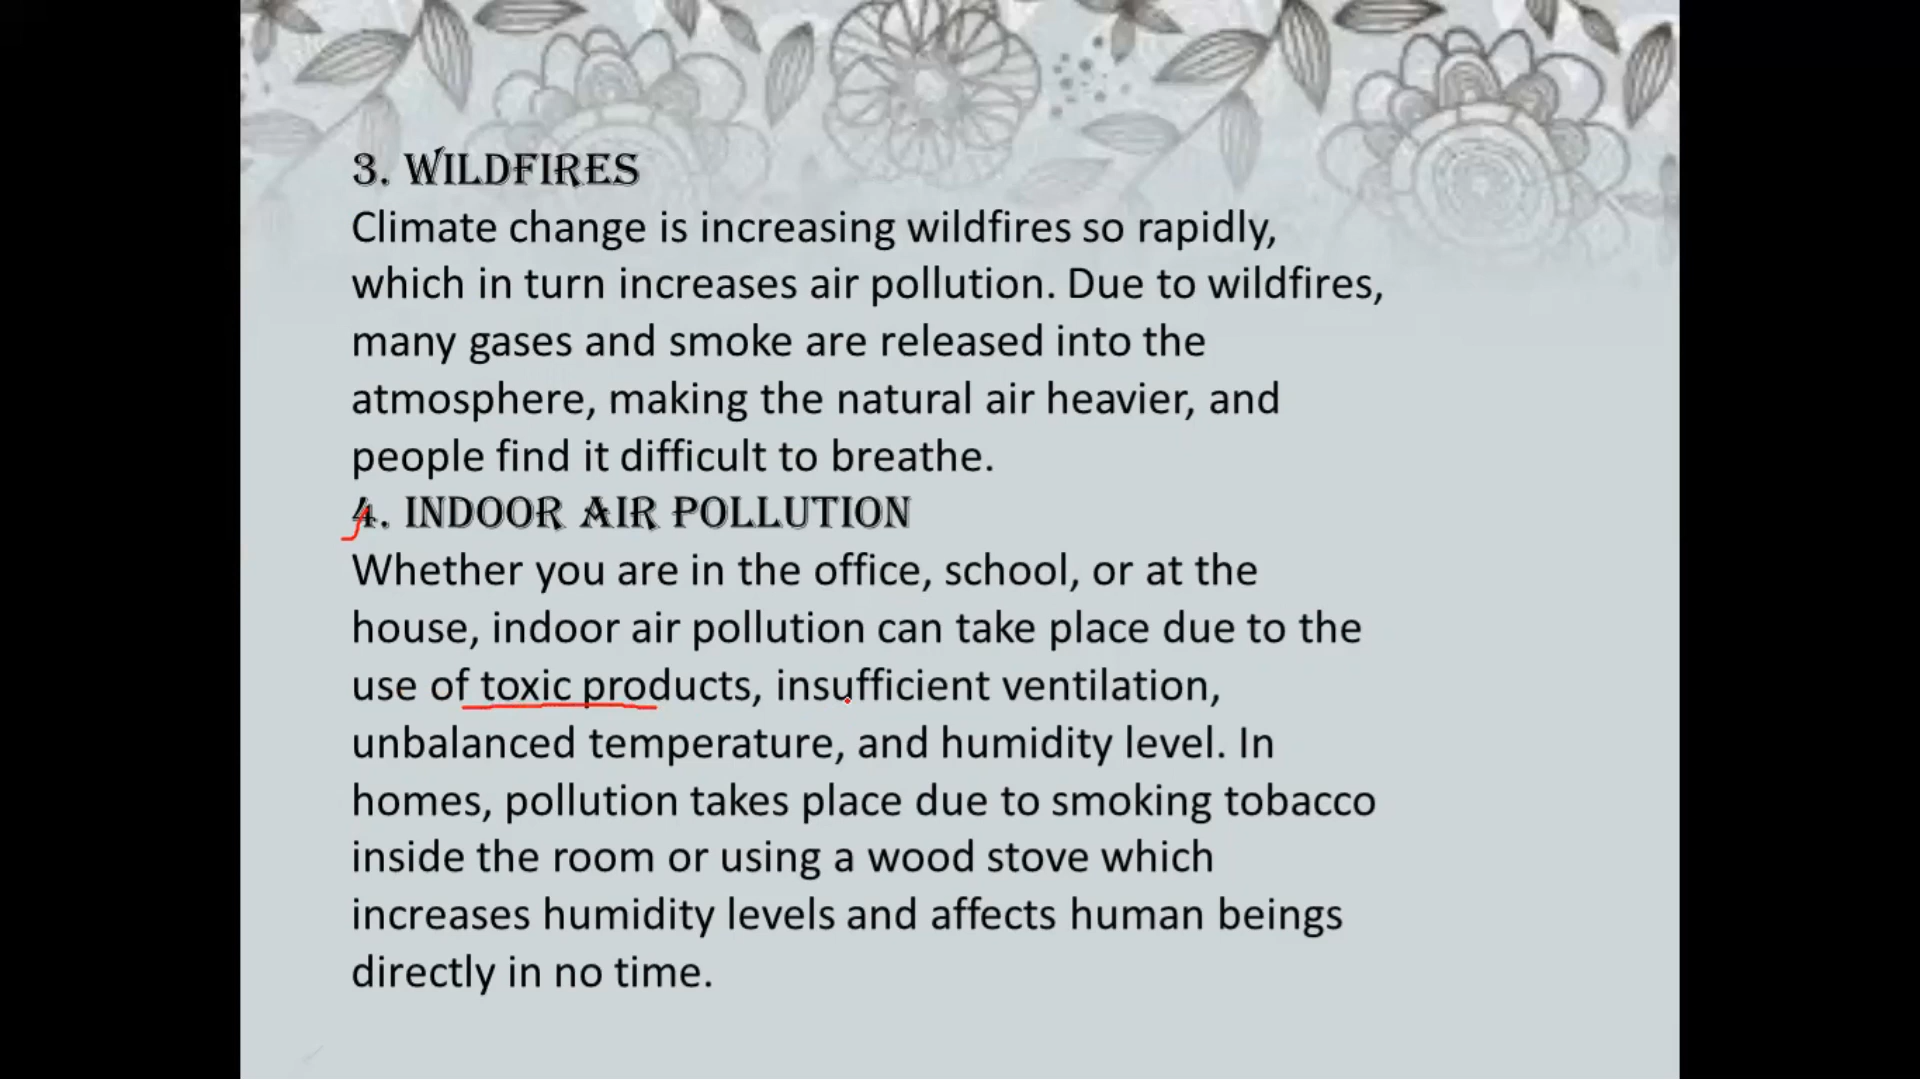 3. WILDFIRES
Climate change is increasing wildfires so rapidly,
which in turn increases air pollution. Due to wildfires,
many gases and smoke are released into the
atmosphere, making the natural air heavier, and
people find it difficult to breathe.
4. INDOOR AIR POLLUTION
Whether you are in the office, school, or at the
house, indoor air pollution can take place due to the
use of toxic products, insufficient ventilation,
unbalanced temperature, and humidity level. In
homes, pollution takes place due to smoking tobacco
inside the room or using a wood stove which
increases humidity levels and affects human beings
directly in no time.